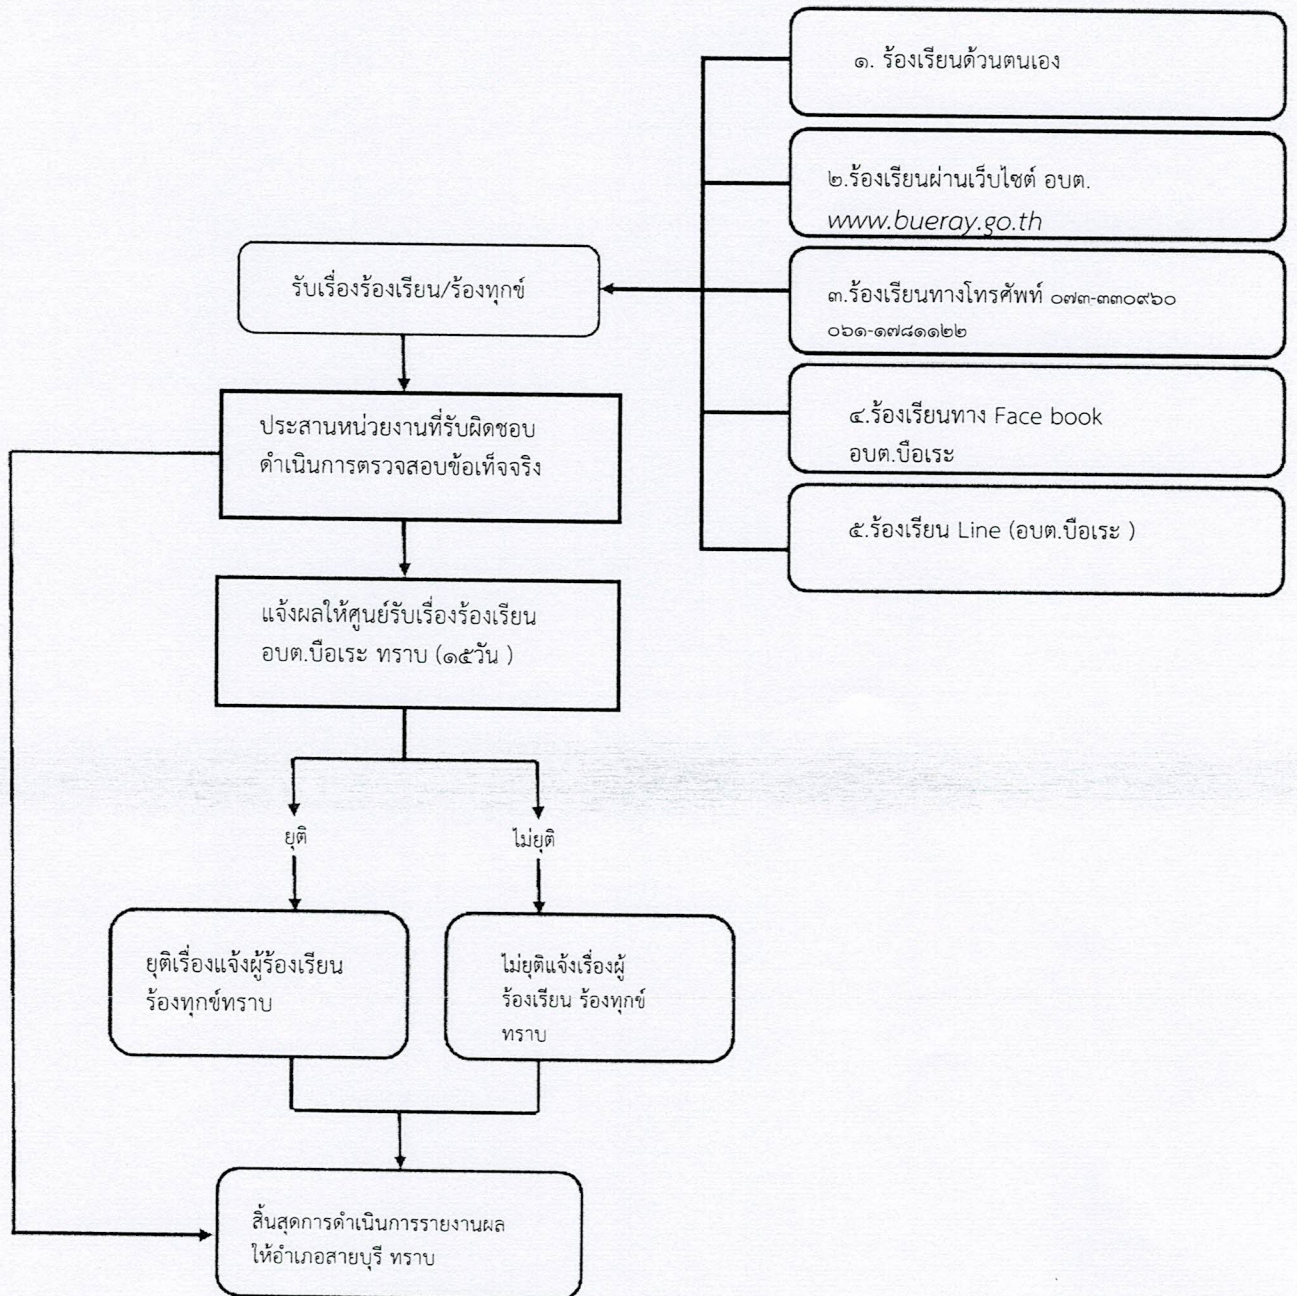 ๑. ร้องเรียนด้วนตนเอง
๒.ร้องเรียนผ่านเว็บไซต์ อบต.
www.bueray.go.th
รับเรื่องร้องเรียน/ร้องทุกข์
๓.ร้องเรียนทางโทรศัพท์ ๐๗๓-๓๓๐๙๖๐
๐๖๑-๑๗๘๑๑๒๒
๔.ร้องเรียนทาง Face book
อบต.บือเระ
๕.ร้องเรียน Line (อบต.บือเระ )
ประสานหน่วยงานที่รับผิดชอบ
ดำเนินการตรวจสอบข้อเท็จจริง
แจ้งผลให้ศูนย์รับเรื่องร้องเรียน
อบต.บือเระ ทราบ (๑๕วัน )
ยุติ
ไม่ยุติ
ยุติเรื่องแจ้งผู้ร้องเรียน
ร้องทุกข์ทราบ
ไม่ยุติแจ้งเรื่องผู้
ร้องเรียน ร้องทุกข์
ทราบ
สิ้นสุดการดำเนินการรายงานผล
ให้อำเภอสายบุรี ทราบ